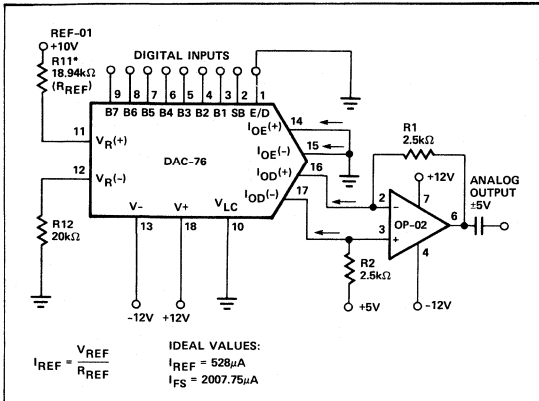 REF-01
+10V
R11*
18.94kΩ
(RREF)
DIGITAL INPUTS
9 8 7 6 5 4 3 2 1
B7 B6 B5 B4 B3 B2 B1 SB E/D
11
VR(+)
IOE(+)
14
IOE(-)
15
DAC-76
IOD(+)
16
IOD(-)
17
12
VR(-)
R12
20kΩ
V-
V+
VLC
13
18
10
-12V
+12V
R1
2.5kΩ
+12V
7
2
-
OP-02
6
3
+
4
-12V
ANALOG
OUTPUT
±5V
R2
2.5kΩ
+5V
IREF = VREF / RREF
IDEAL VALUES:
IREF = 528µA
IFS = 2007.75µA